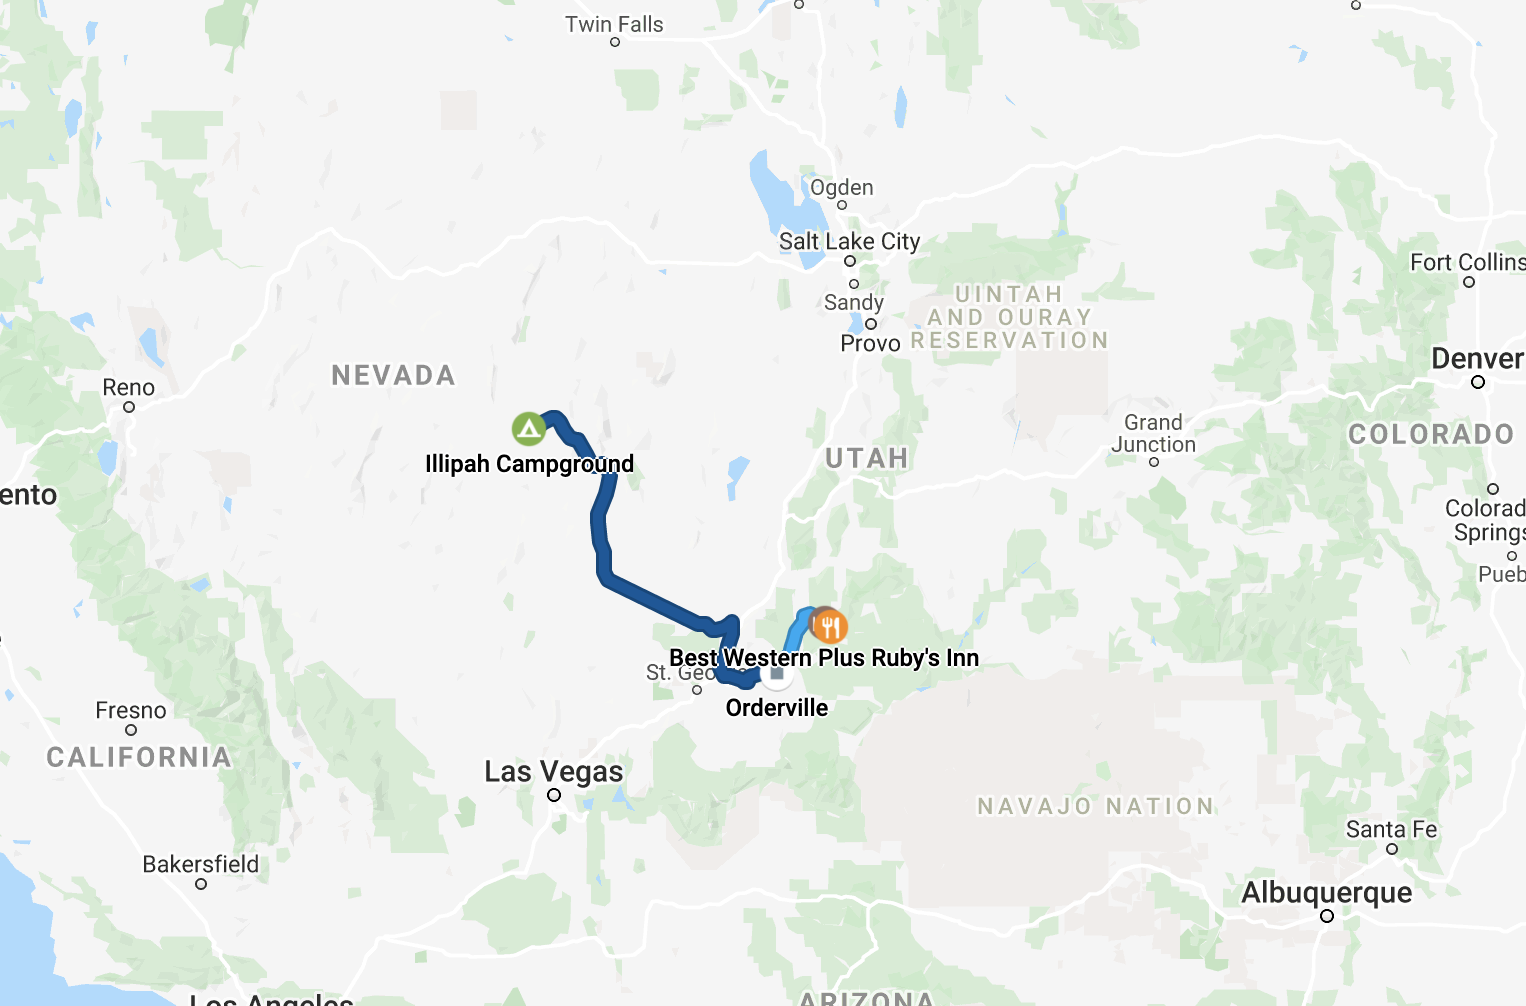 Twin Falls
Ogden
Salt Lake City
Sandy
Provo
UINTAH
AND OURAY
RESERVATION
Fort Collins
Denver
NEVADA
Reno
Grand
Junction
COLORADO
UTAH
Illipah Campground
ento
Colorad
Springs
Pueb
Best Western Plus Ruby's Inn
St. Geo
Orderville
Fresno
CALIFORNIA
Las Vegas
NAVAJO NATION
Santa Fe
Bakersfield
Albuquerque
Los Angeles
ARIZONA